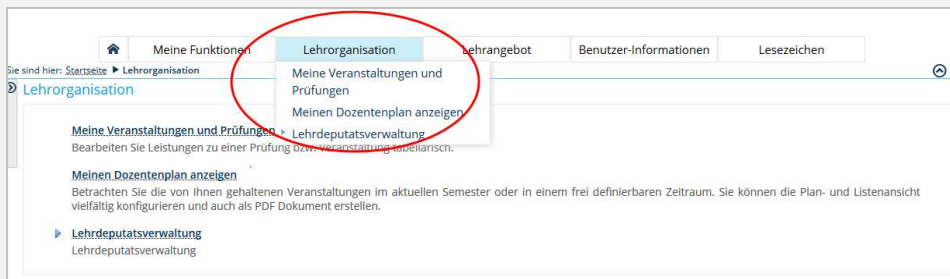 Meine Funktionen Lehrorganisation Lehrangebot Benutzer-Informationen Lesezeichen
Sie sind hier: Startseite ▶ Lehrorganisation
Meine Veranstaltungen und
Prüfungen
Meinen Dozentenplan anzeigen
Lehrdeputatsverwaltung
Lehrorganisation
Meine Veranstaltungen und Prüfungen
Bearbeiten Sie Leistungen zu einer Prüfung bzw. Veranstaltung tabellarisch.
Meinen Dozentenplan anzeigen
Betrachten Sie die von Ihnen gehaltenen Veranstaltungen im aktuellen Semester oder in einem frei definierbaren Zeitraum. Sie können die Plan- und Listenansicht
vielfältig konfigurieren und auch als PDF Dokument erstellen.
Lehrdeputatsverwaltung
Lehrdeputatsverwaltung